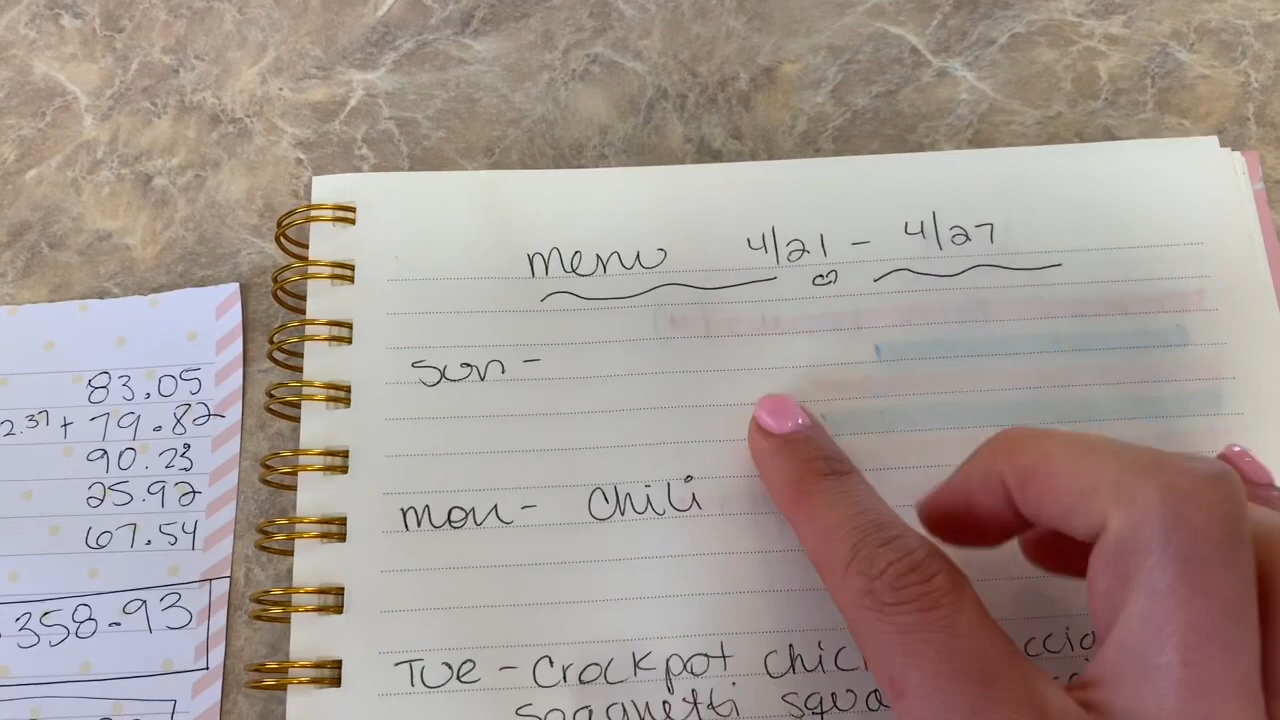 menu 4/21 - 4/27
Sun -
mon - Chili
Tue - Crockpot
spaghetti
83.05
2.37 + 79.82
90.23
25.92
67.54
358.93